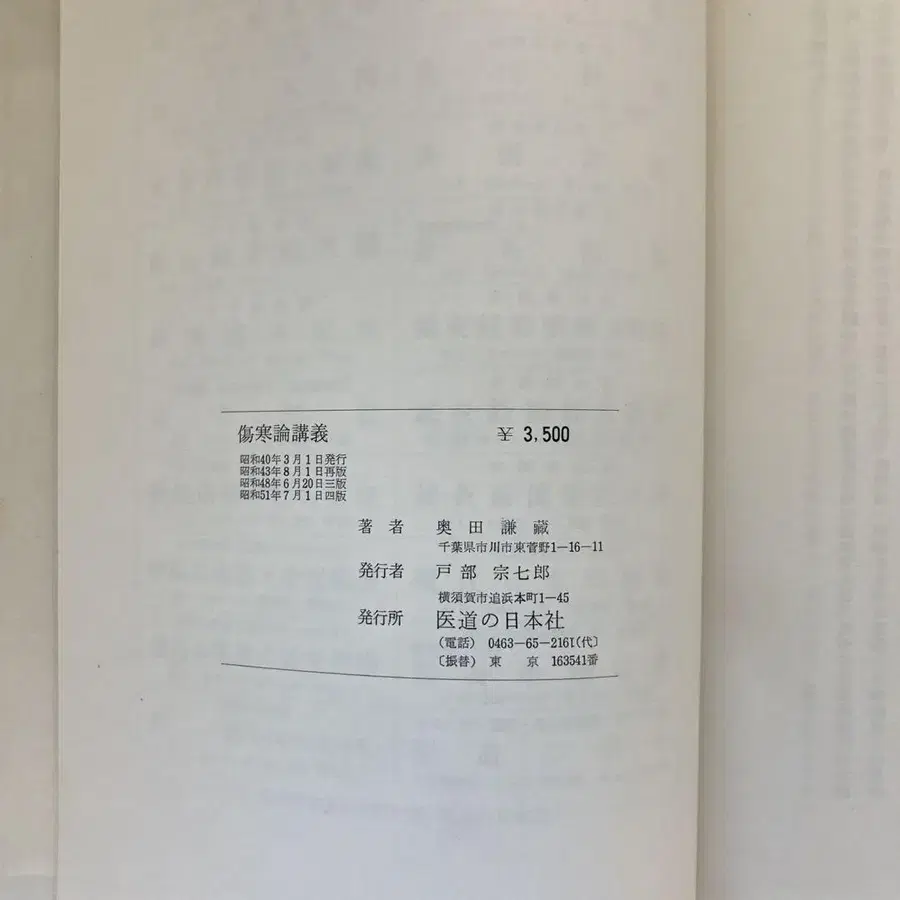 傷寒論講義 ¥ 3,500
昭和40年3月1日発行
昭和43年8月1日再版
昭和48年6月20日三版
昭和51年7月1日四版
著者 奥田謙蔵
千葉県市川市東菅野1−16−11
発行者 戸部宗七郎
横須賀市追浜本町1−45
発行所 医道の日本社
(電話) 0463−65−2161(代)
〔振替〕東京 163541番